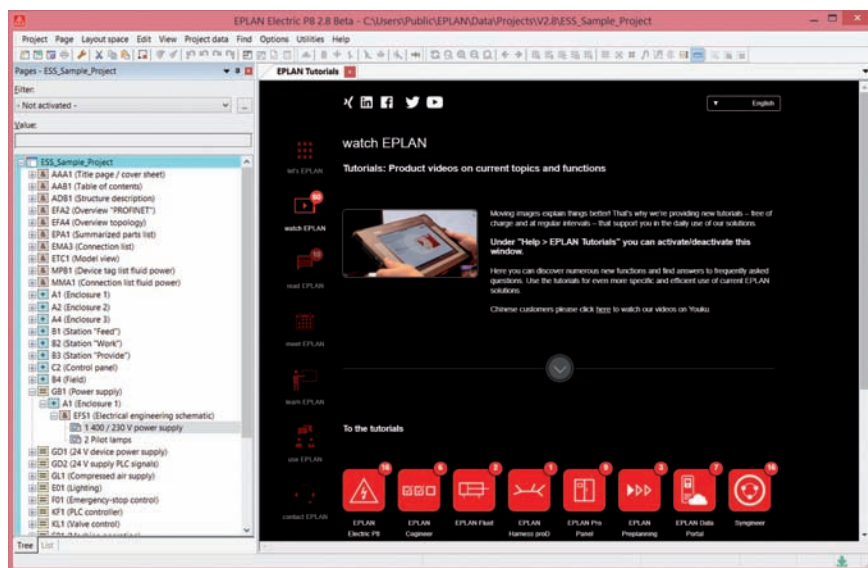 EPLAN Electric P8 2.8 Beta - C:\Users\Public\EPLAN\Data\Projects\V2.8\ESS_Sample_Project
Project Page Layout space Edit View Project data Find Options Utilities Help
Pages - ESS_Sample_Project
Filter:
- Not activated -
...
Value:
ESS_Sample_Project
AAA1 (Title page / cover sheet)
AAB1 (Table of contents)
ADB1 (Structure description)
EFA2 (Overview "PROFINET")
EFA4 (Overview topology)
EPA1 (Summarized parts list)
EMA3 (Connection list)
ETC1 (Model view)
MPB1 (Device tag list fluid power)
MMA1 (Connection list fluid power)
A1 (Enclosure 1)
A2 (Enclosure 2)
A4 (Enclosure 3)
B1 (Station "Feed")
B2 (Station "Work")
B3 (Station "Provide")
C2 (Control panel)
B4 (Field)
GB1 (Power supply)
A1 (Enclosure 1)
EFS1 (Electrical engineering schematic)
1 400 / 230 V power supply
2 Pilot lamps
GD1 (24 V device power supply)
GD2 (24 V supply PLC signals)
GL1 (Compressed air supply)
E01 (Lighting)
F01 (Emergency-stop control)
KF1 (PLC controller)
KL1 (Valve control)
Tree List
EPLAN Tutorials
English
let's EPLAN
watch EPLAN
read EPLAN
meet EPLAN
learn EPLAN
use EPLAN
contact EPLAN
watch EPLAN
Tutorials: Product videos on current topics and functions
Moving images explain things better! That's why we're providing new tutorials – free of
charge and at regular intervals – that support you in the daily use of our solutions.
Under "Help > EPLAN Tutorials" you can activate/deactivate this
window.
Here you can discover numerous new functions and find answers to frequently asked
questions. Use the tutorials for even more specific and efficient use of current EPLAN
solutions.
Chinese customers please click here to watch our videos on Youku
To the tutorials
16
6
2
1
9
3
7
EPLAN
Electric P8
EPLAN
Cogineer
EPLAN Fluid
EPLAN
Harness proD
EPLAN Pro
Panel
EPLAN
Preplanning
EPLAN Data
Portal
Syngineer